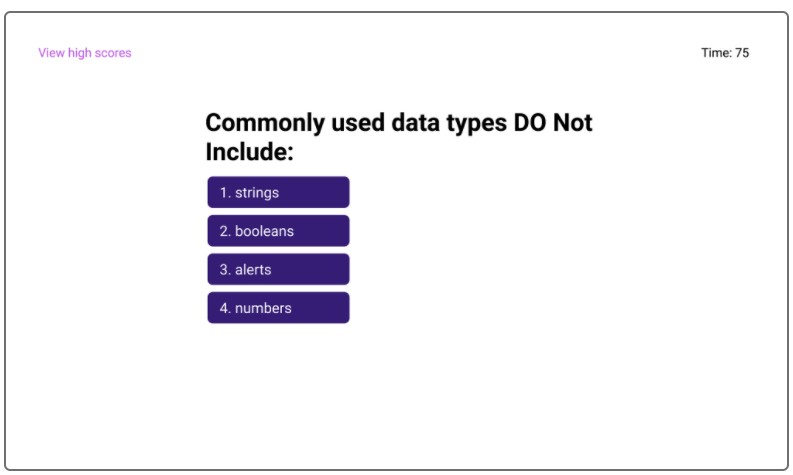 View high scores
Time: 75
Commonly used data types DO Not
Include:
1. strings
2. booleans
3. alerts
4. numbers